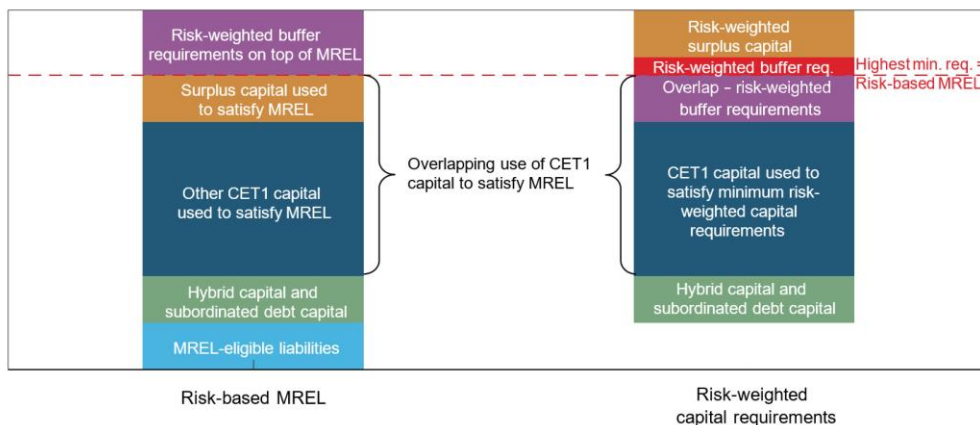 Risk-weighted buffer
requirements on top of MREL
Surplus capital used
to satisfy MREL
Other CET1 capital
used to satisfy MREL
Hybrid capital and
subordinated debt capital
MREL-eligible liabilities
Risk-based MREL
Overlapping use of CET1
capital to satisfy MREL
Risk-weighted
surplus capital
Risk-weighted buffer req.
Overlap – risk-weighted
buffer requirements
CET1 capital used to
satisfy minimum risk-
weighted capital
requirements
Hybrid capital and
subordinated debt capital
Risk-weighted
capital requirements
Highest min. req. =
Risk-based MREL